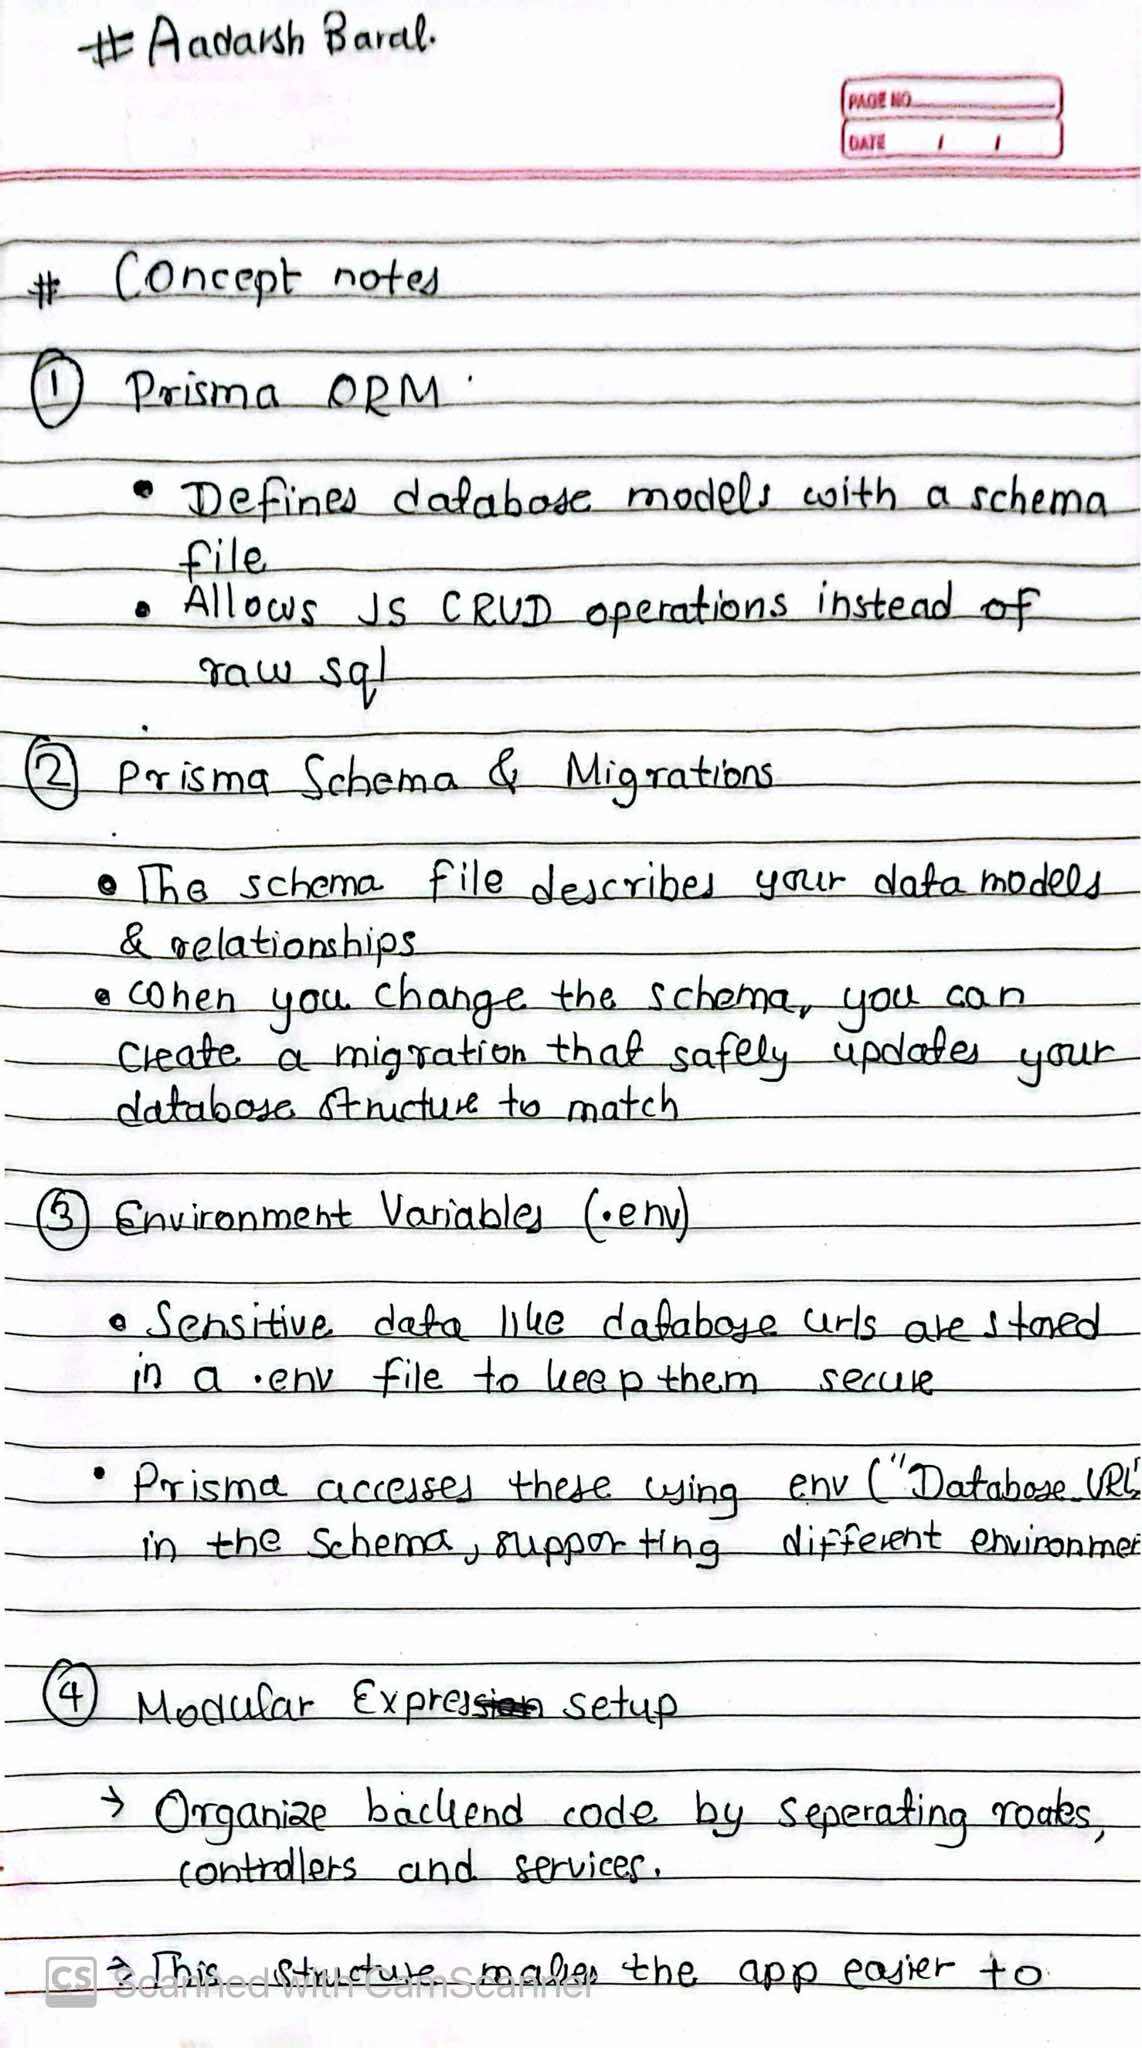 # Aadarsh Baral.
PAGE NO
DATE / /
# Concept notes
① Prisma ORM
• Defines database models with a schema
file
• Allows JS CRUD operations instead of
raw sql
② Prisma Schema & Migrations
• The schema file describes your data models
& relationships
• When you change the schema, you can
create a migration that safely updates your
database structure to match
③ Environment Variables (.env)
• Sensitive data like database urls are stored
in a .env file to keep them secure
• Prisma accesses these using env ("Database_URL"
in the schema, supporting different environmen
④ Modular Express setup
→ Organize backend code by seperating routes,
controllers and services.
→ This structure makes the app easier to
CS Scanned with CamScanner